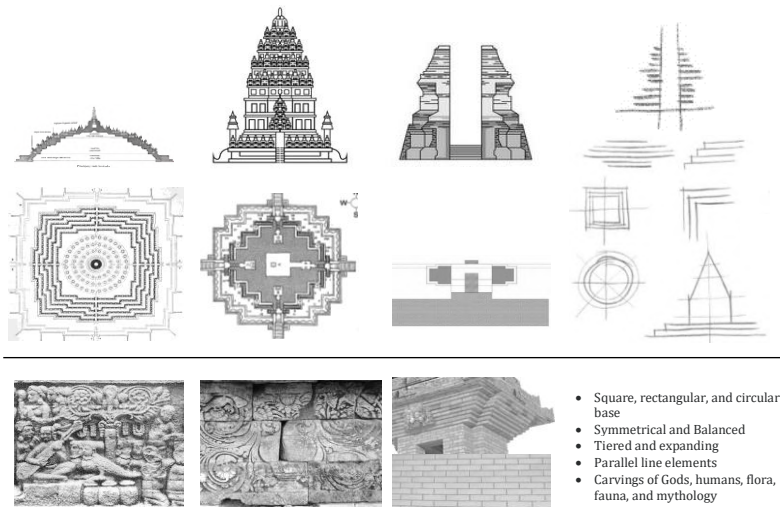 W
S
• Square, rectangular, and circular
base
• Symmetrical and Balanced
• Tiered and expanding
• Parallel line elements
• Carvings of Gods, humans, flora,
fauna, and mythology